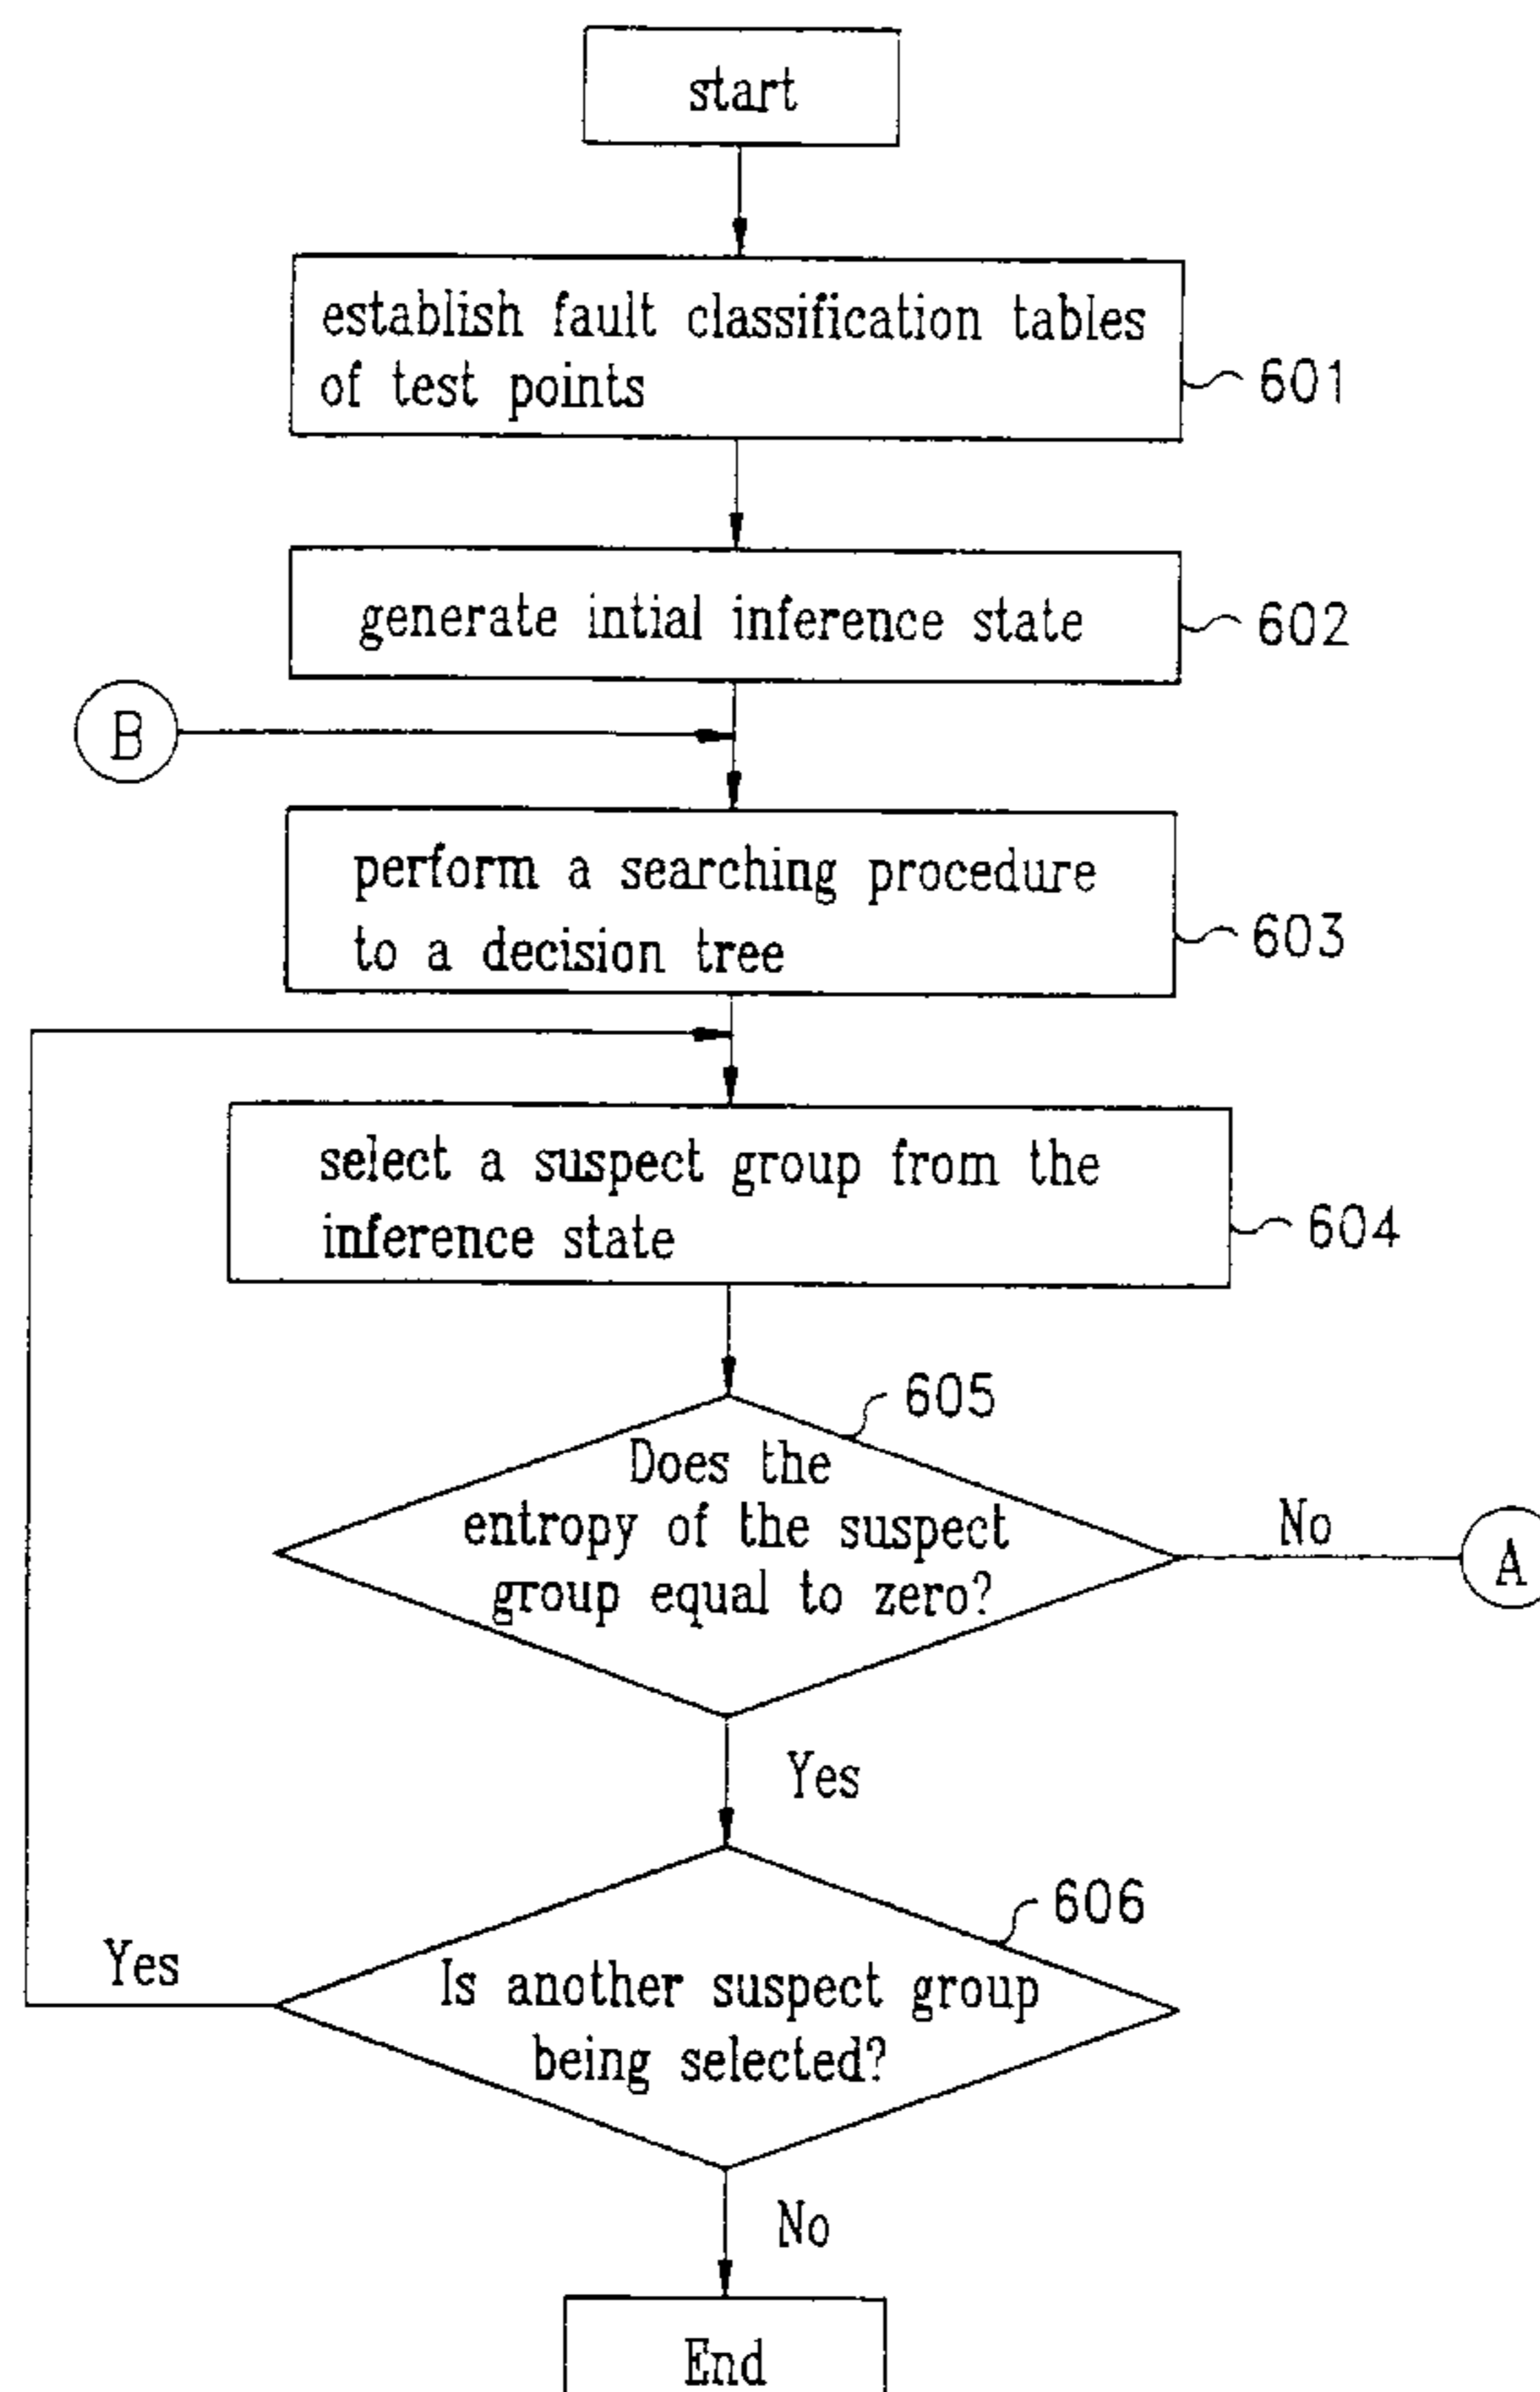 start
establish fault classification tables
of test points
601
generate intial inference state
602
B
perform a searching procedure
to a decision tree
603
select a suspect group from the
inference state
604
605
Does the
entropy of the suspect
group equal to zero?
No
A
Yes
606
Yes
Is another suspect group
being selected?
No
End